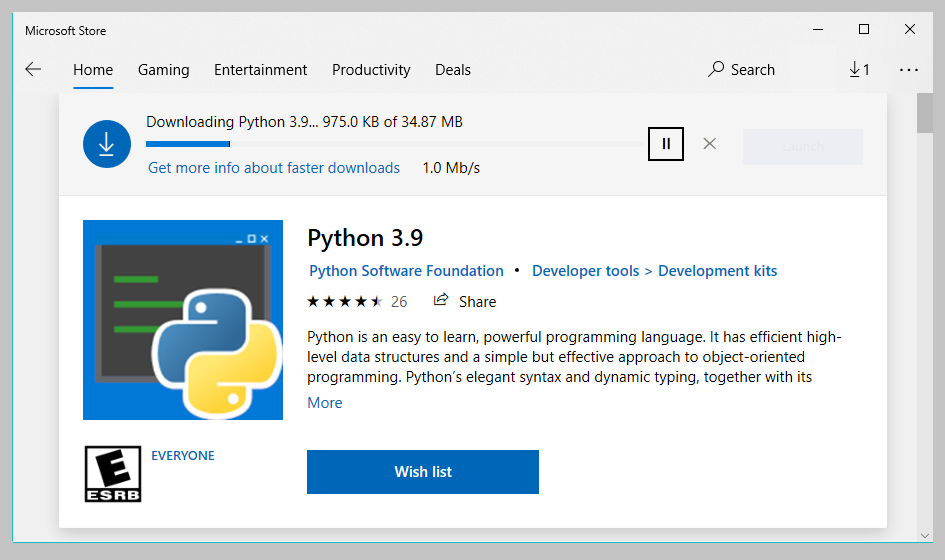 Microsoft Store
Home Gaming Entertainment Productivity Deals Search 1
Downloading Python 3.9... 975.0 KB of 34.87 MB
Launch
Get more info about faster downloads 1.0 Mb/s
Python 3.9
Python Software Foundation • Developer tools > Development kits
26 Share
Python is an easy to learn, powerful programming language. It has efficient high-
level data structures and a simple but effective approach to object-oriented
programming. Python´s elegant syntax and dynamic typing, together with its
More
EVERYONE
E
ESRB
Wish list